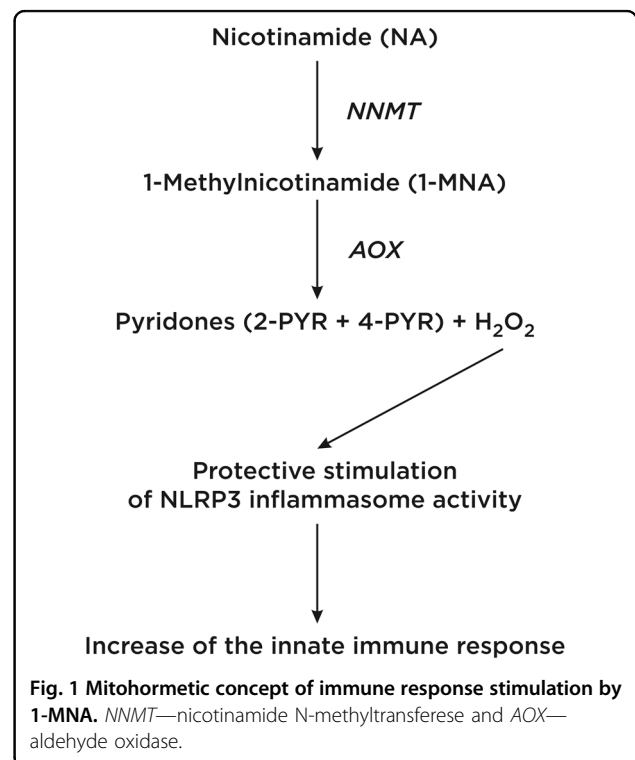 Nicotinamide (NA)
NNMT
1-Methylnicotinamide (1-MNA)
AOX
Pyridones (2-PYR + 4-PYR) + H₂O₂
Protective stimulation
of NLRP3 inflammasome activity
Increase of the innate immune response
Fig. 1 Mitohormetic concept of immune response stimulation by
1-MNA. NNMT—nicotinamide N-methyltransferese and AOX—
aldehyde oxidase.